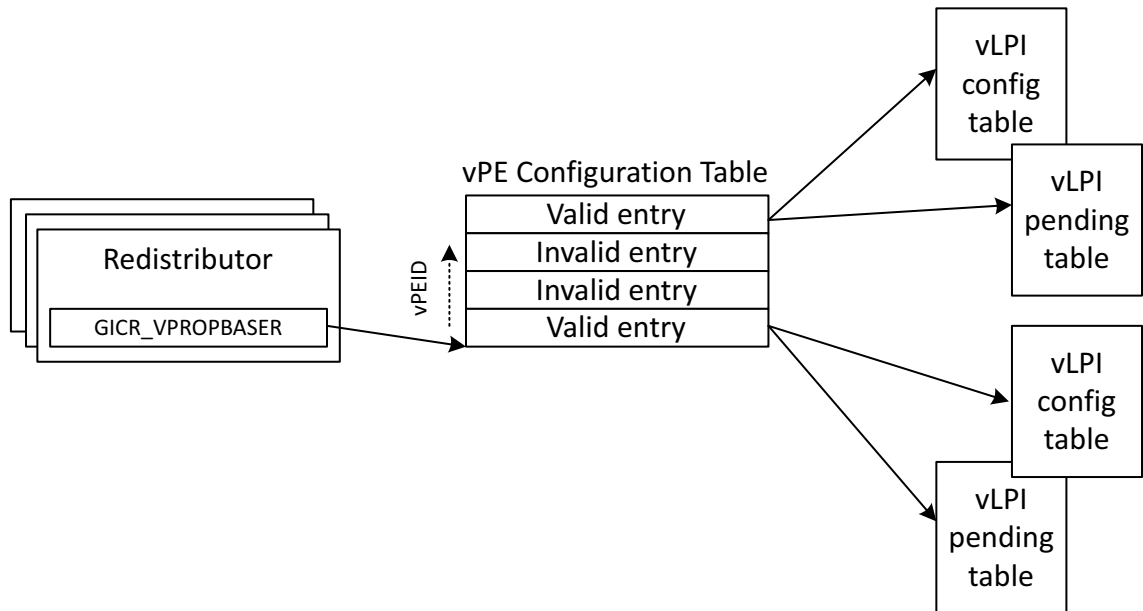 vLPI
config
table
vPE Configuration Table
vLPI
pending
table
Valid entry
Invalid entry
Invalid entry
Valid entry
Redistributor
GICR_VPROPBASER
vPEID
vLPI
config
table
vLPI
pending
table